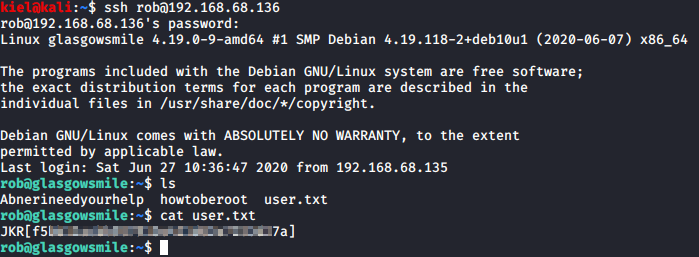 kiel@kali:~$ ssh rob@192.168.68.136
rob@192.168.68.136's password:
Linux glasgowsmile 4.19.0-9-amd64 #1 SMP Debian 4.19.118-2+deb10u1 (2020-06-07) x86_64
The programs included with the Debian GNU/Linux system are free software;
the exact distribution terms for each program are described in the
individual files in /usr/share/doc/*/copyright.
Debian GNU/Linux comes with ABSOLUTELY NO WARRANTY, to the extent
permitted by applicable law.
Last login: Sat Jun 27 10:36:47 2020 from 192.168.68.135
rob@glasgowsmile:~$ ls
Abnerineedyourhelp  howtoberoot  user.txt
rob@glasgowsmile:~$ cat user.txt
JKR[f5 7a]
rob@glasgowsmile:~$